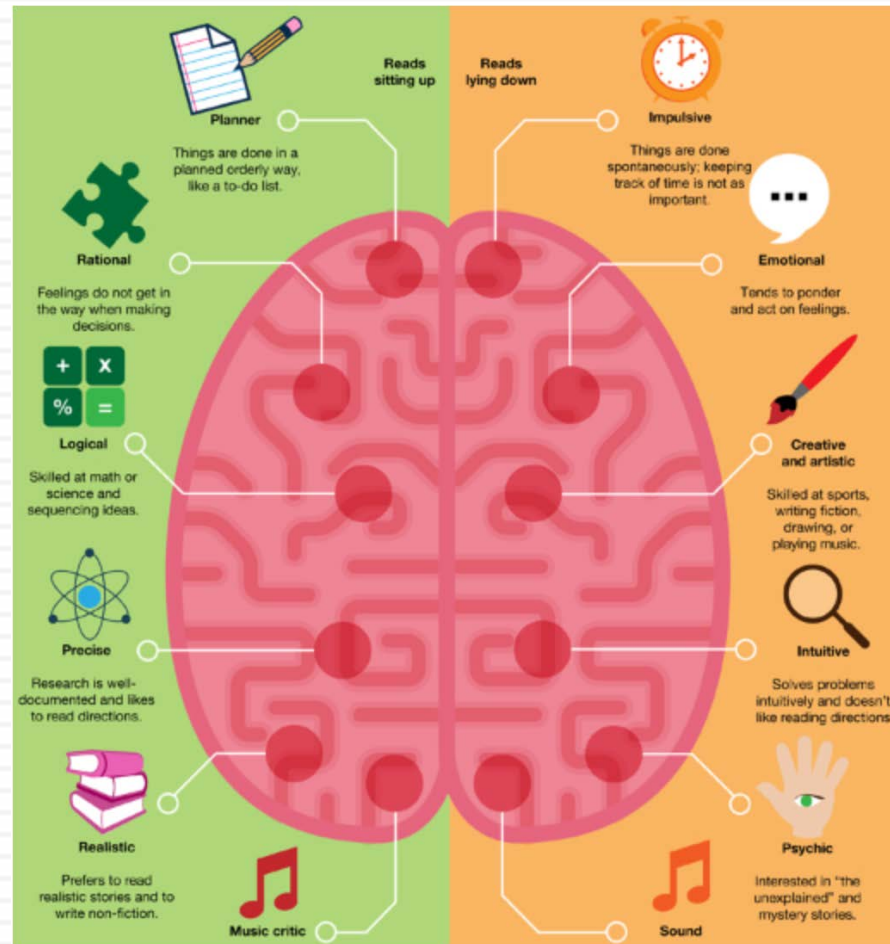 Reads
sitting up
Reads
lying down
Planner
Things are done in a
planned orderly way,
like a to-do list.
Rational
Feelings do not get in
the way when making
decisions.
+ x
% =
Logical
Skilled at math or
science and
sequencing ideas.
Precise
Research is well-
documented and likes
to read directions.
Realistic
Prefers to read
realistic stories and to
write non-fiction.
Music critic
Impulsive
Things are done
spontaneously; keeping
track of time is not as
important.
Emotional
Tends to ponder
and act on feelings.
Creative
and artistic
Skilled at sports,
writing fiction,
drawing, or
playing music.
Intuitive
Solves problems
intuitively and doesn't
like reading directions
Psychic
Interested in "the
unexplained" and
mystery stories.
Sound